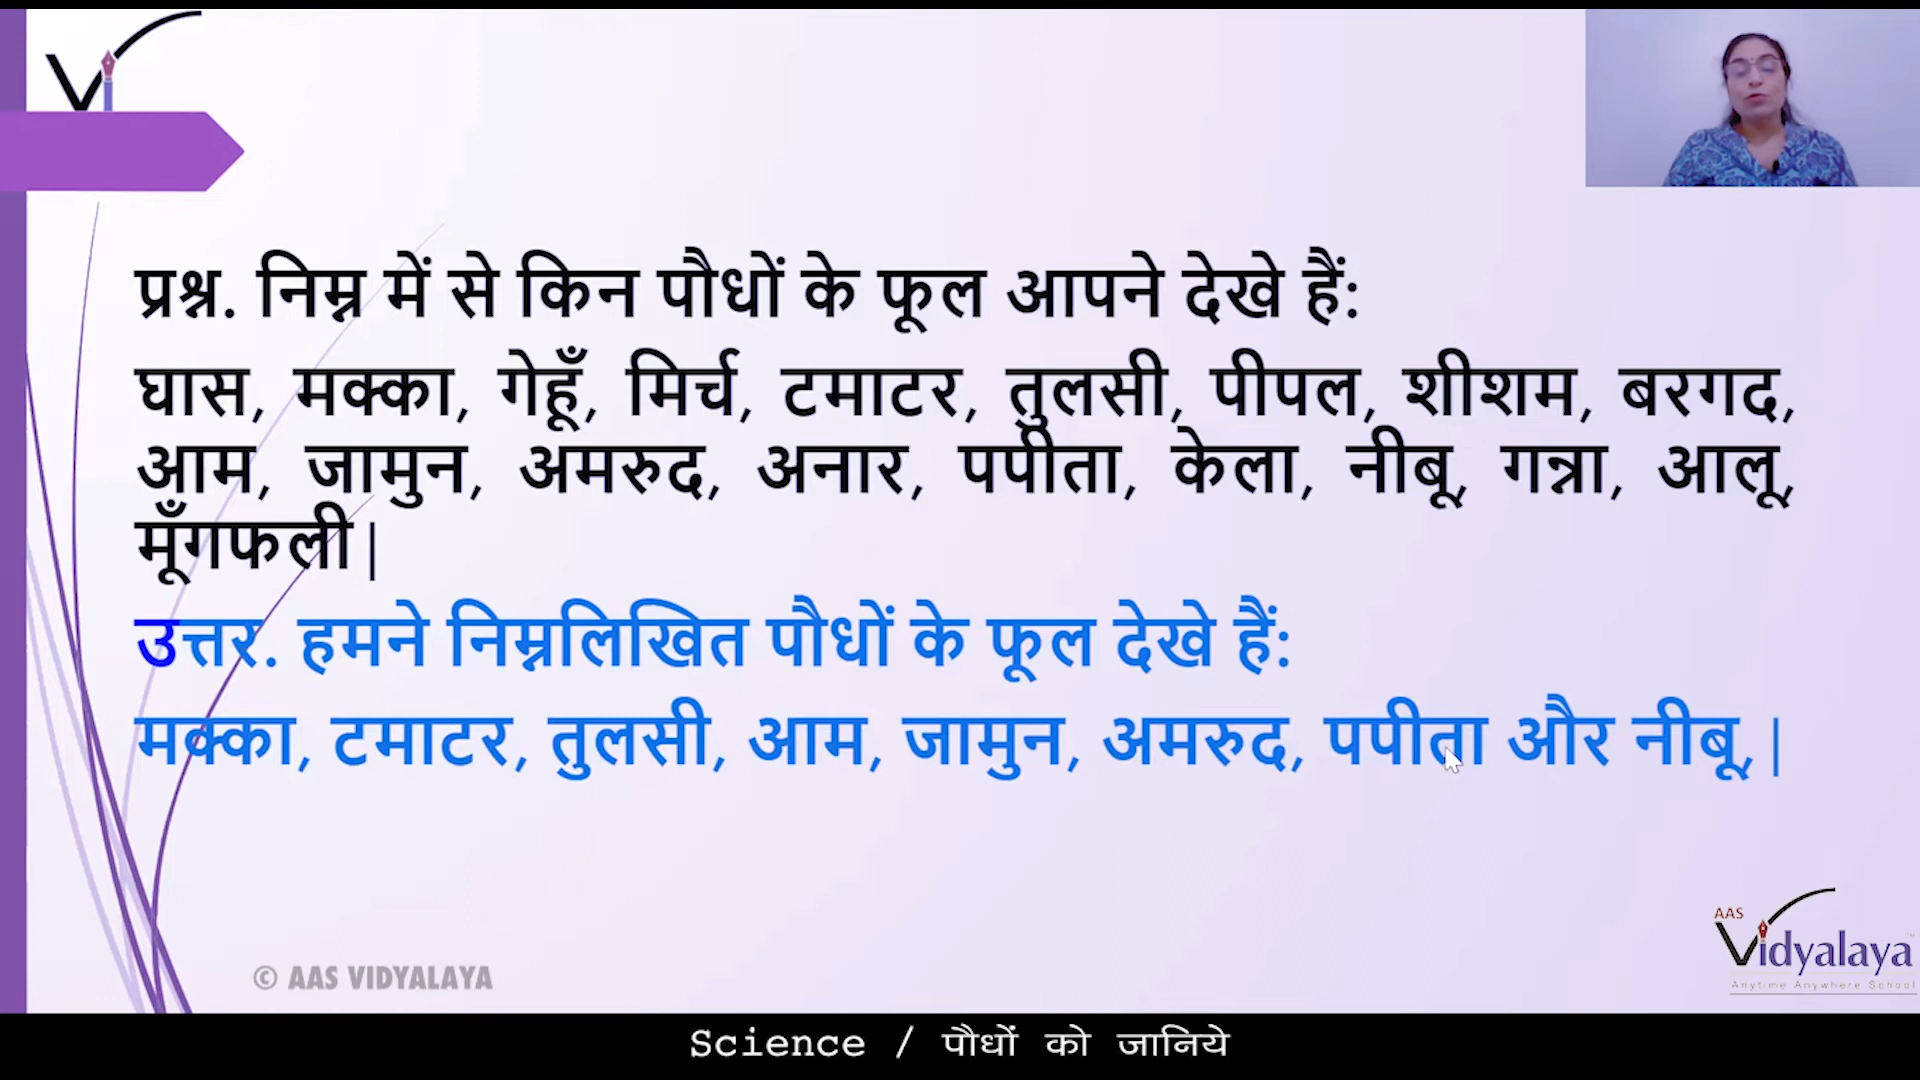 प्रश्न. निम्न में से किन पौधों के फूल आपने देखे हैं:
घास, मक्का, गेहूँ, मिर्च, टमाटर, तुलसी, पीपल, शीशम, बरगद,
आम, जामुन, अमरुद, अनार, पपीता, केला, नीबू, गन्ना, आलू,
मूँगफली|
उत्तर. हमने निम्नलिखित पौधों के फूल देखे हैं:
मक्का, टमाटर, तुलसी, आम, जामुन, अमरुद, पपीता और नीबू,|
AAS
Vidyalaya
Anytime Anywhere School
© AAS VIDYALAYA
Science / पौधों को जानिये